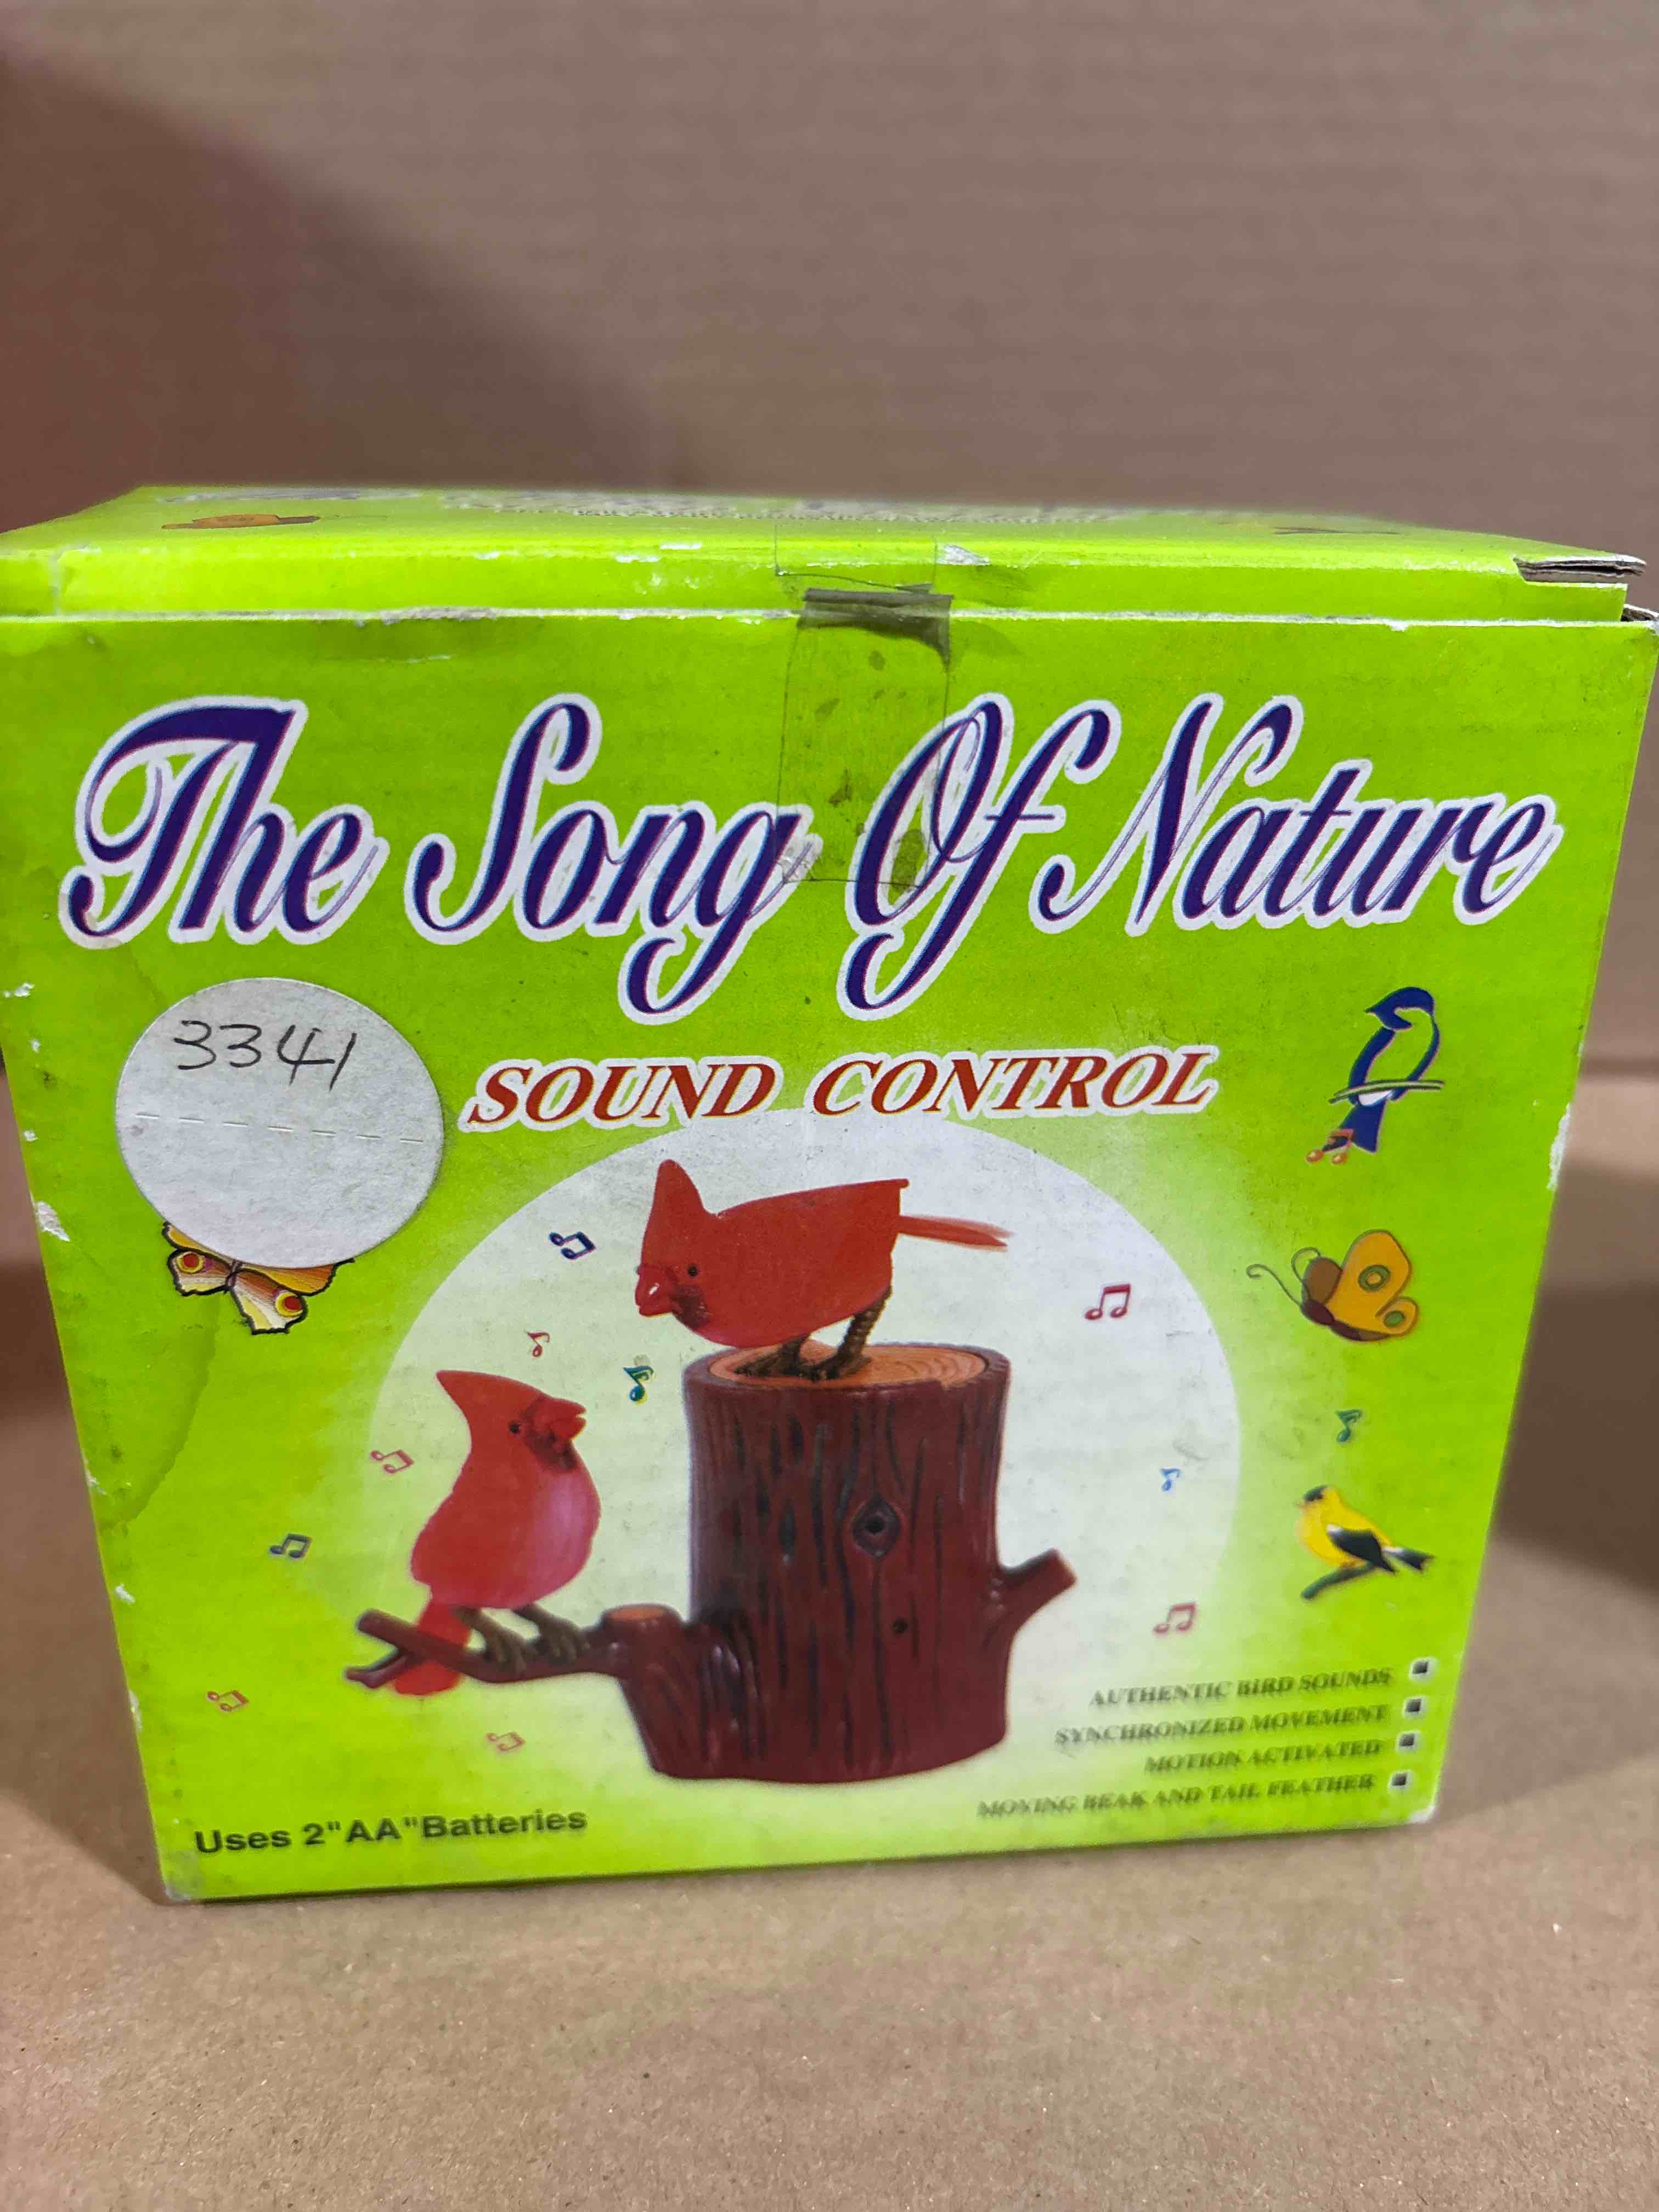 The Song Of Nature
3341
SOUND CONTROL
AUTHENTIC BIRD SOUNDS
SYNCHRONIZED MOVEMENT
MOTION ACTIVATED
MOVING BEAK AND TAIL FEATHER
Uses 2"AA"Batteries